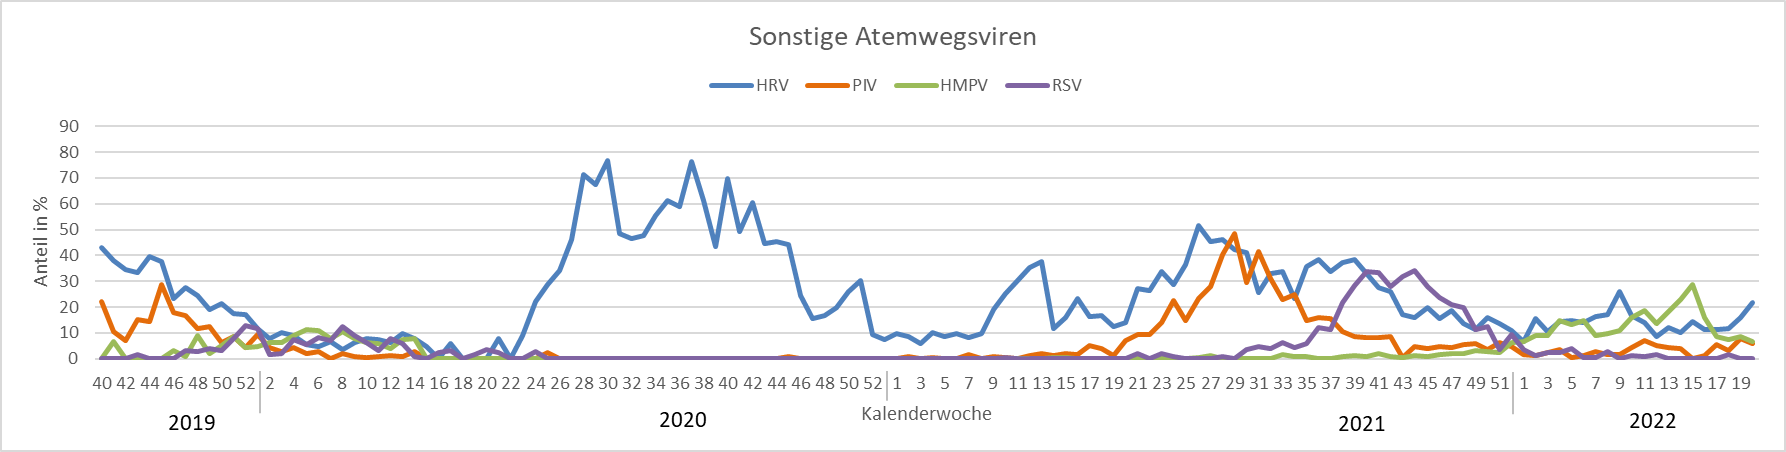 Sonstige Atemwegsviren
HRV PIV HMPV RSV
Anteil in %
90
80
70
60
50
40
30
20
10
0
40 42 44 46 48 50 52 2 4 6 8 10 12 14 16 18 20 22 24 26 28 30 32 34 36 38 40 42 44 46 48 50 52 1 3 5 7 9 11 13 15 17 19 21 23 25 27 29 31 33 35 37 39 41 43 45 47 49 51 1 3 5 7 9 11 13 15 17 19
2019 2020 2021 2022
Kalenderwoche